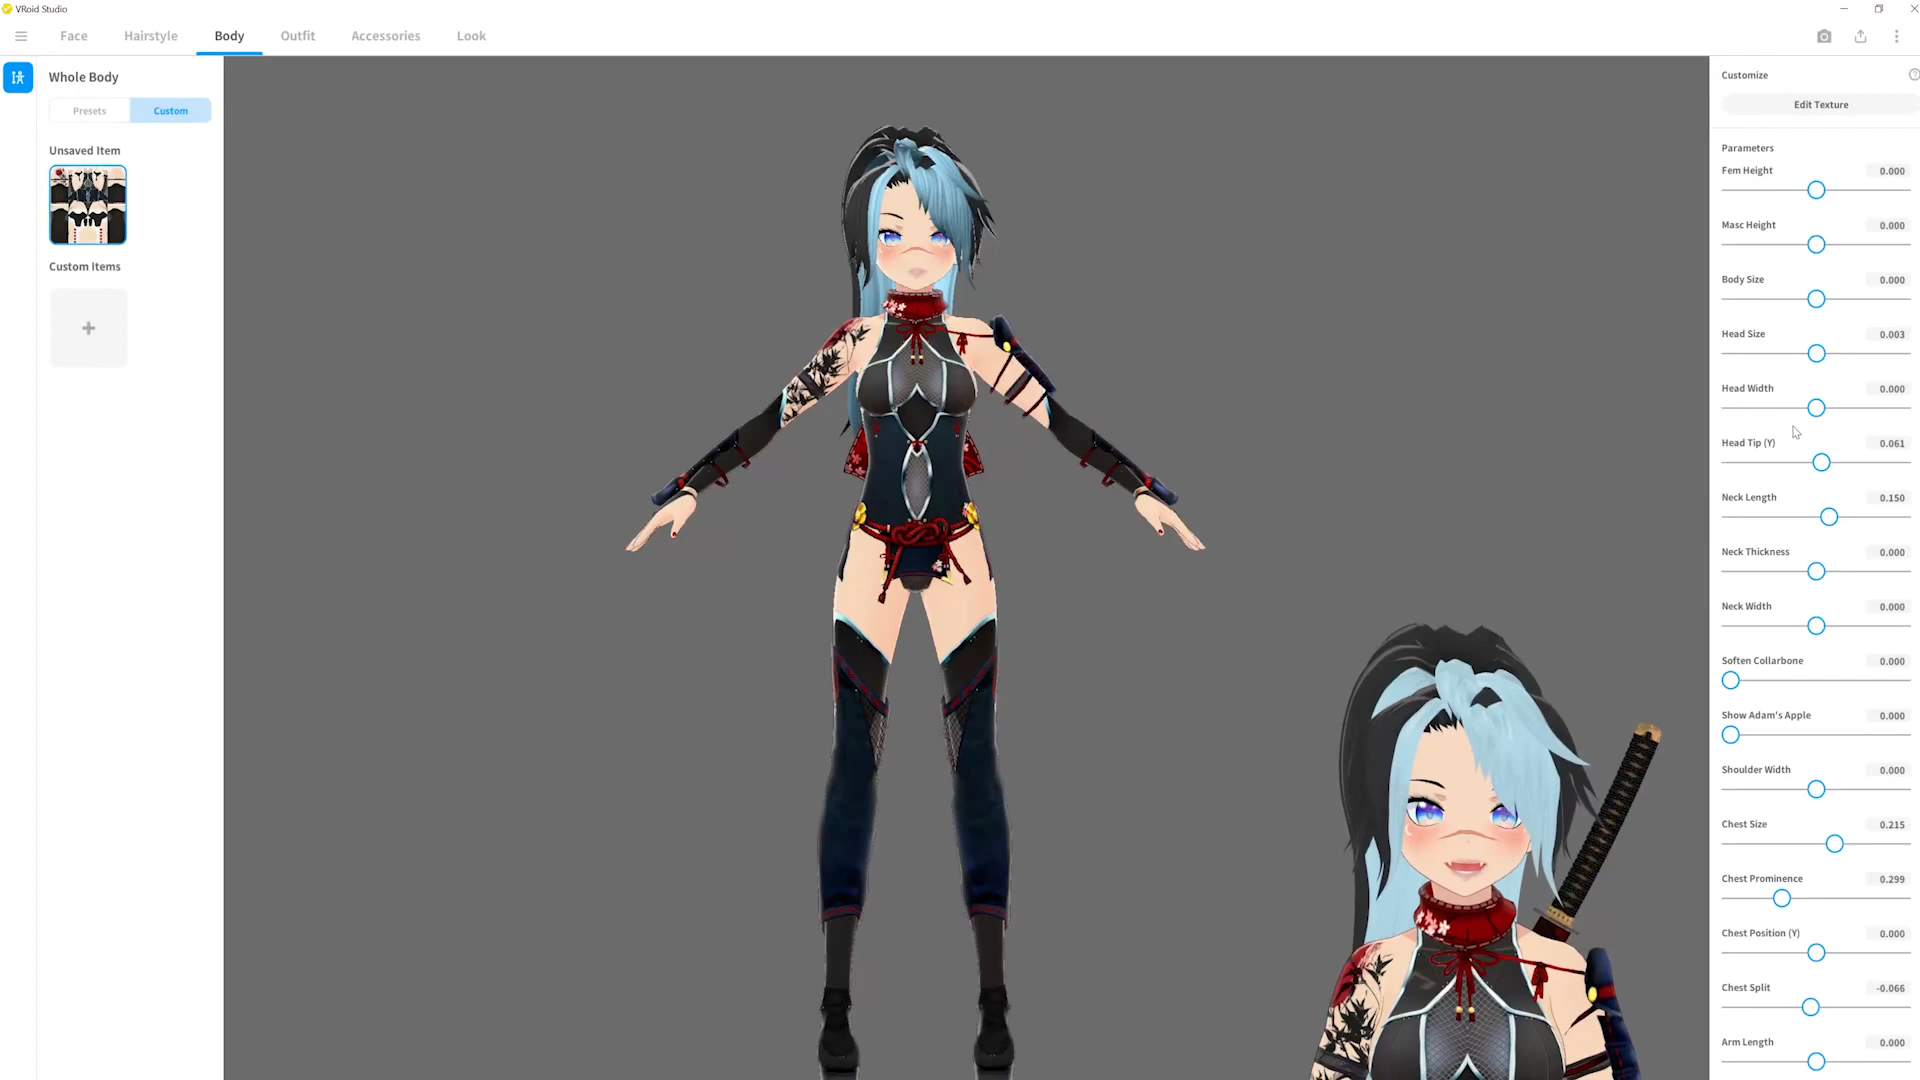 VRoid Studio
Face Hairstyle Body Outfit Accessories Look
Whole Body
Presets Custom
Unsaved Item
Custom Items
Customize
Edit Texture
Parameters
Fem Height 0.000
Masc Height 0.000
Body Size 0.000
Head Size 0.003
Head Width 0.000
Head Tip (Y) 0.061
Neck Length 0.150
Neck Thickness 0.000
Neck Width 0.000
Soften Collarbone 0.000
Show Adam's Apple 0.000
Shoulder Width 0.000
Chest Size 0.215
Chest Prominence 0.299
Chest Position (Y) 0.000
Chest Split -0.066
Arm Length 0.000